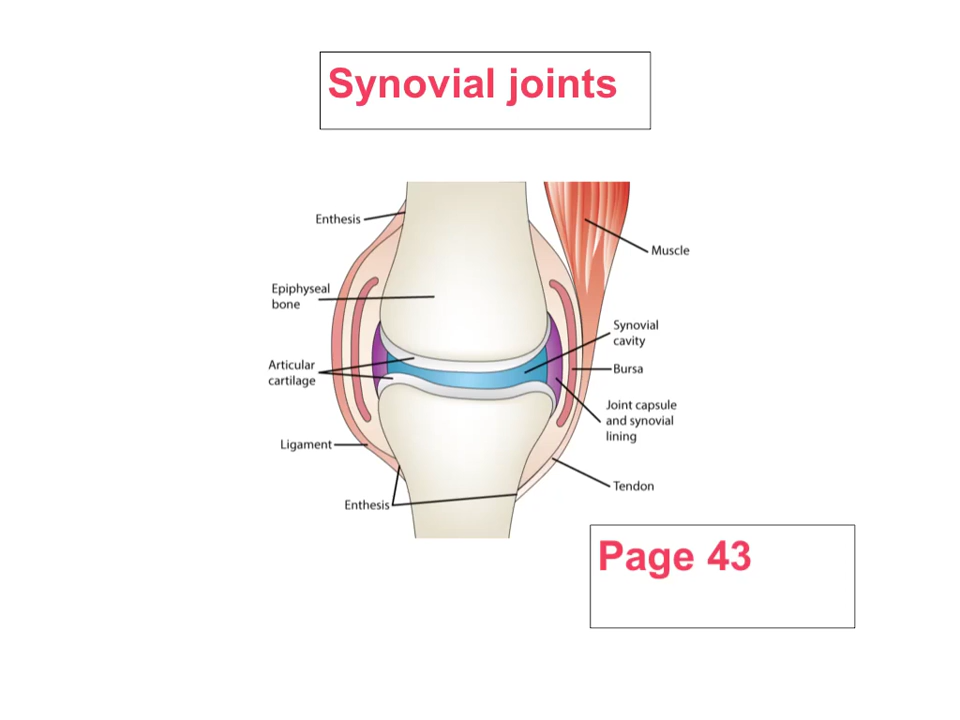 Synovial joints
Enthesis
Muscle
Epiphyseal
bone
Synovial
cavity
Articular
cartilage
Bursa
Joint capsule
and synovial
lining
Ligament
Tendon
Enthesis
Page 43